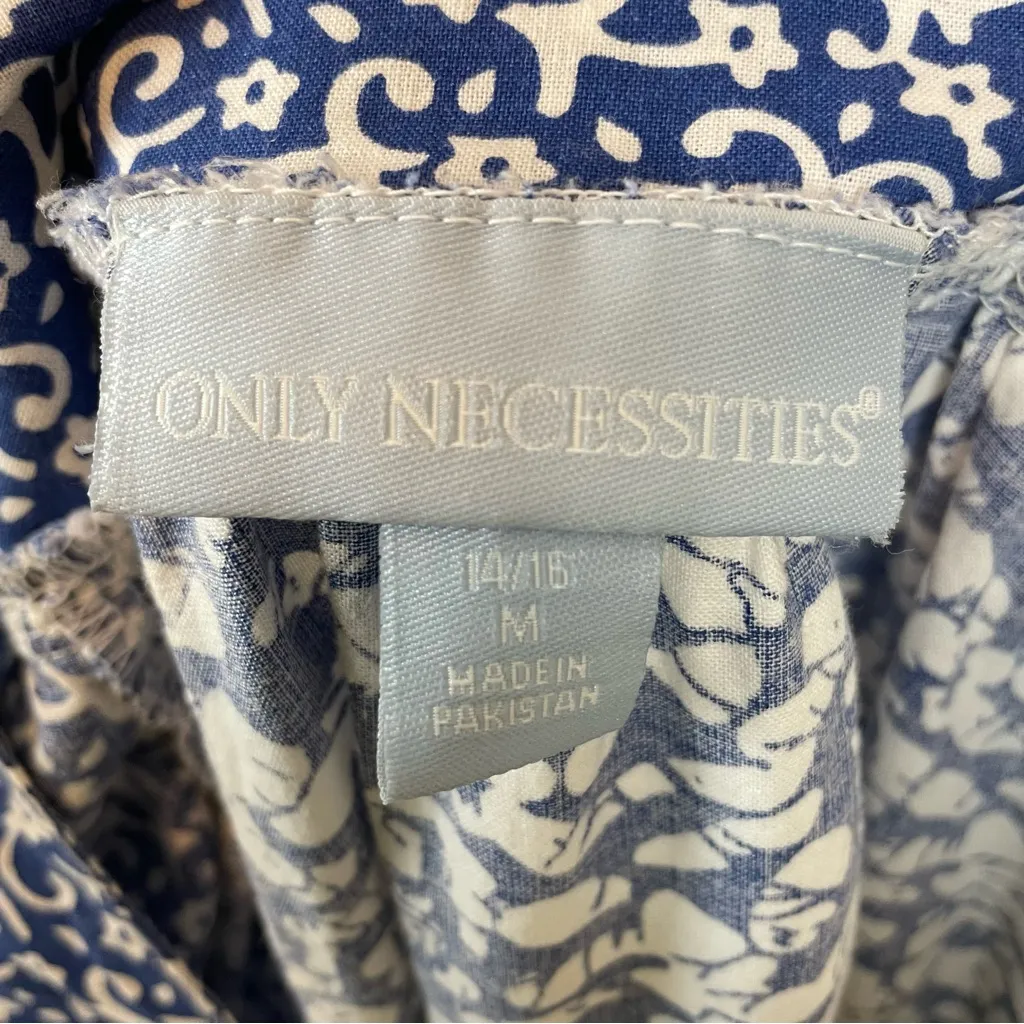 ONLY NECESSITIES®
14/16
M
MADE IN
PAKISTAN